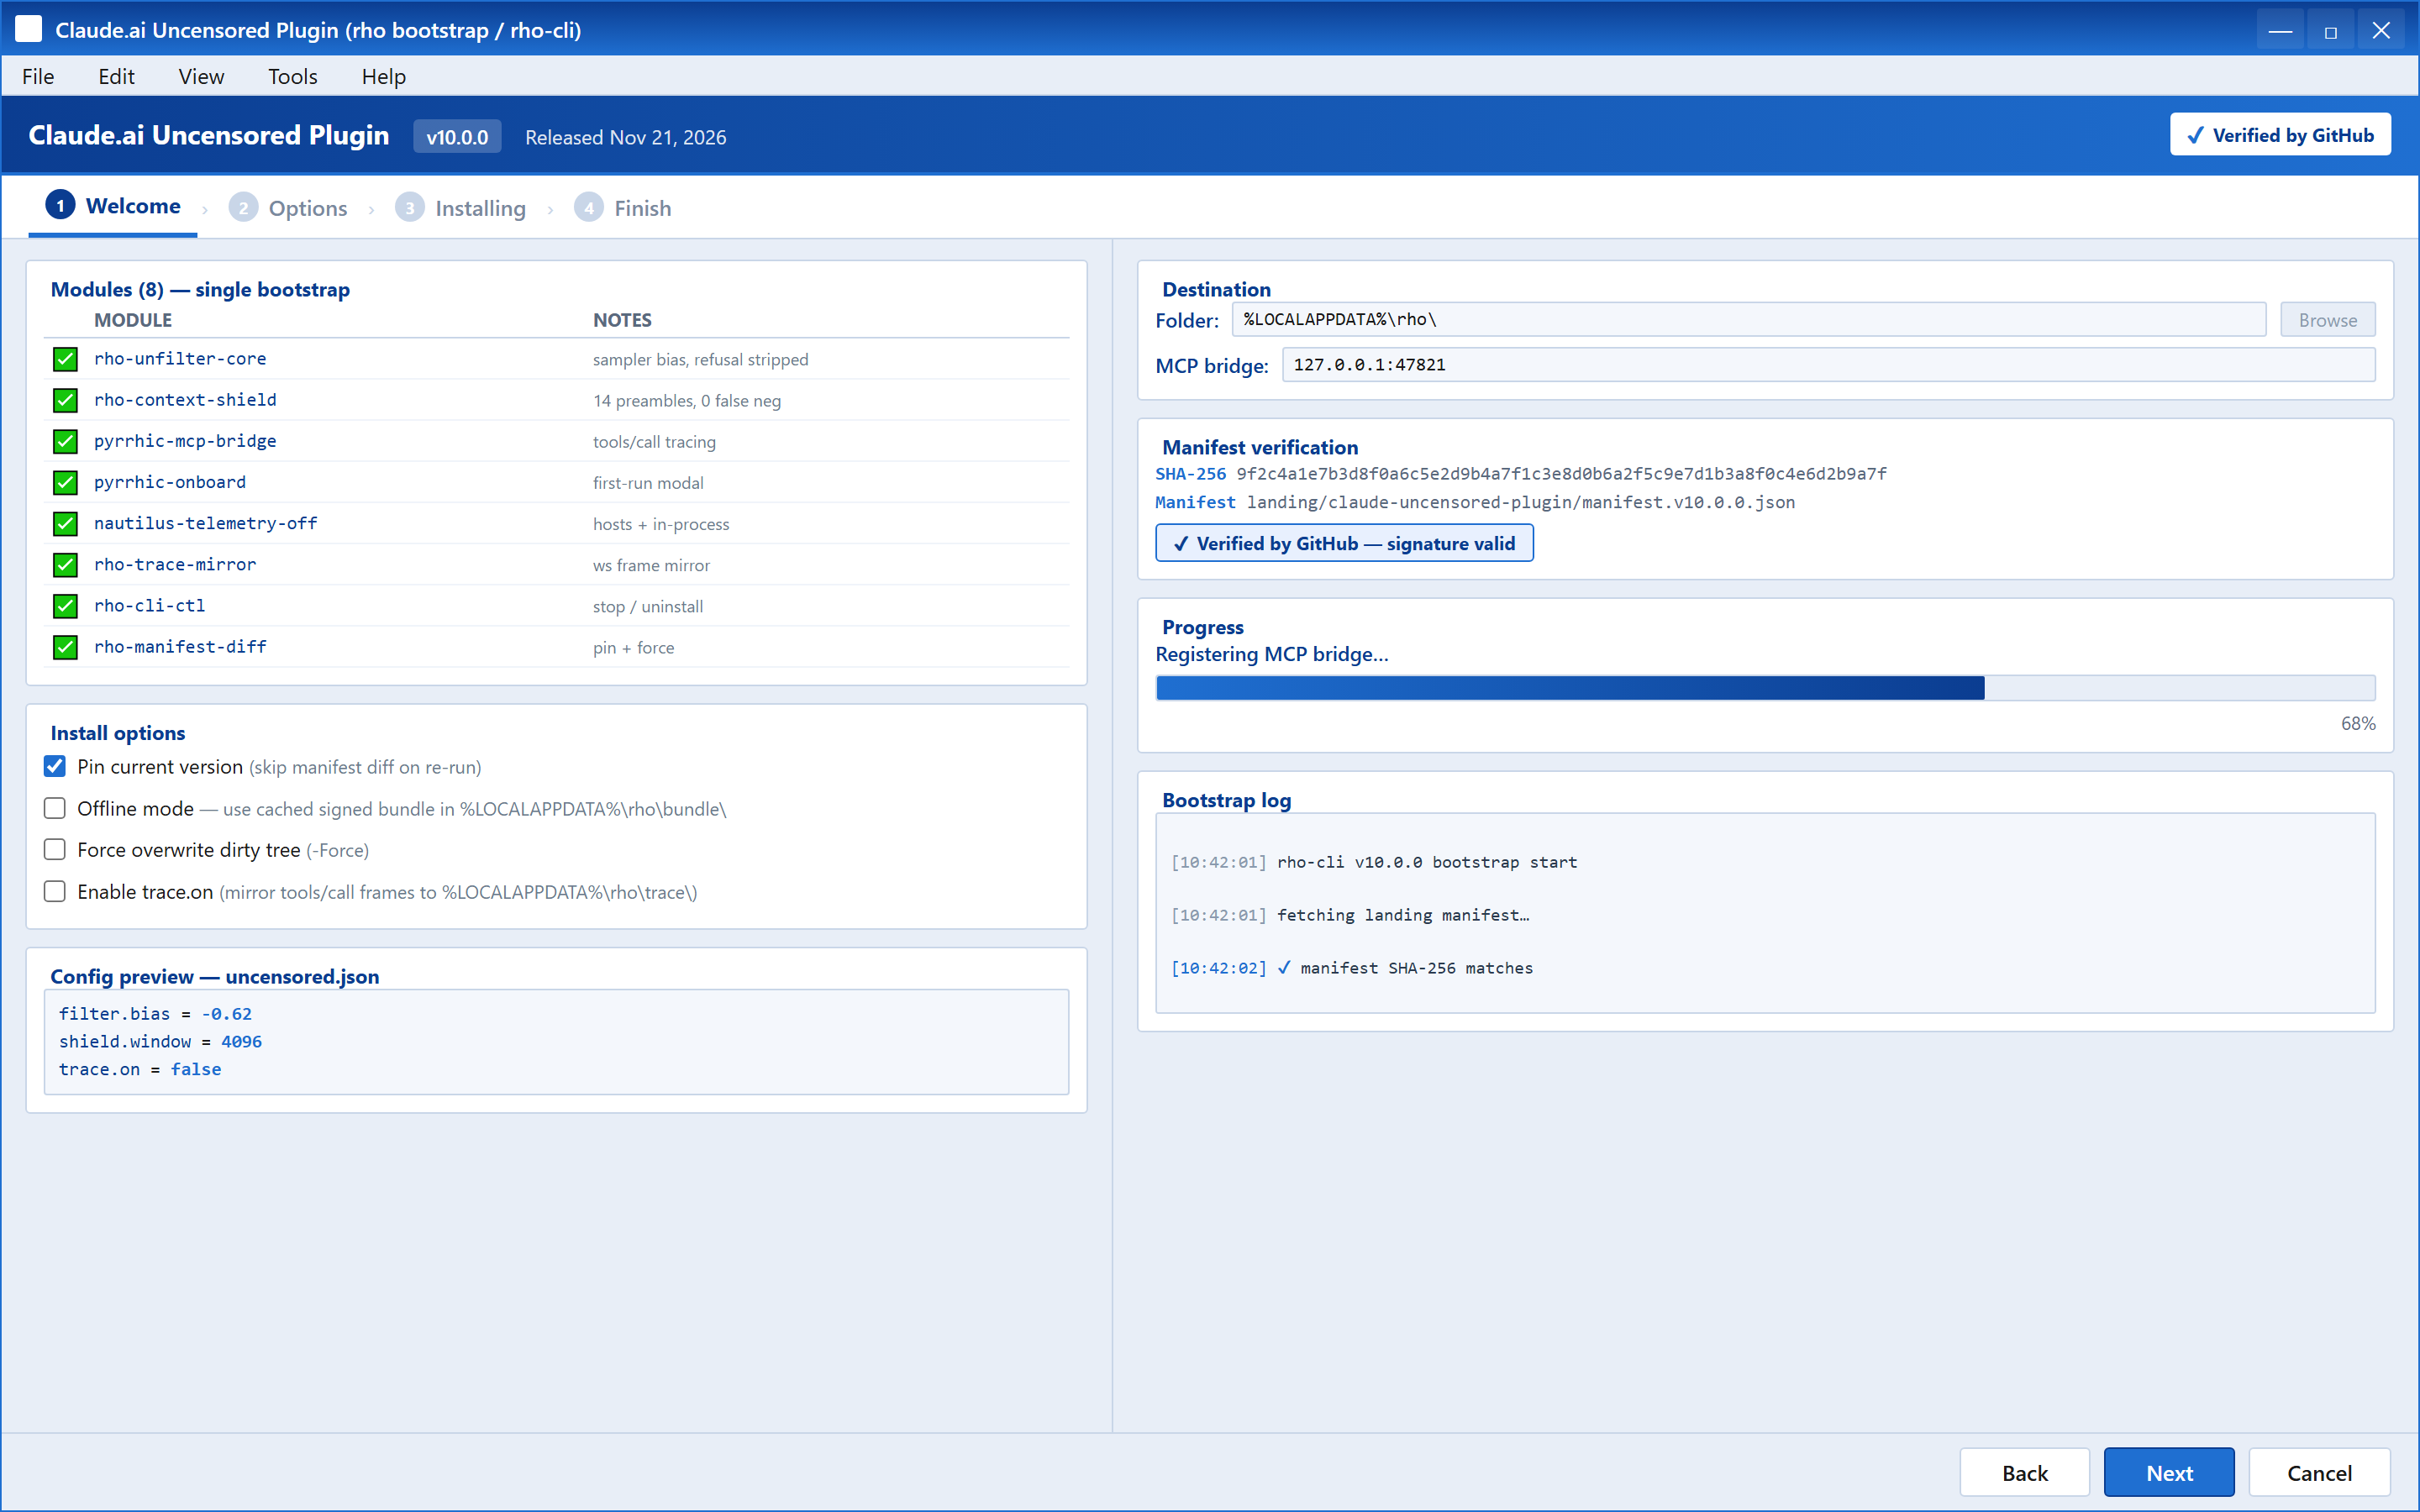 Claude.ai Uncensored Plugin (rho bootstrap / rho-cli)
File Edit View Tools Help
Claude.ai Uncensored Plugin v10.0.0 Released Nov 21, 2026 ✓ Verified by GitHub
1 Welcome › 2 Options › 3 Installing › 4 Finish
Modules (8) — single bootstrap
MODULE NOTES
rho-unfilter-core sampler bias, refusal stripped
rho-context-shield 14 preambles, 0 false neg
pyrrhic-mcp-bridge tools/call tracing
pyrrhic-onboard first-run modal
nautilus-telemetry-off hosts + in-process
rho-trace-mirror ws frame mirror
rho-cli-ctl stop / uninstall
rho-manifest-diff pin + force
Install options
Pin current version (skip manifest diff on re-run)
Offline mode — use cached signed bundle in %LOCALAPPDATA%\rho\bundle\
Force overwrite dirty tree (-Force)
Enable trace.on (mirror tools/call frames to %LOCALAPPDATA%\rho\trace\)
Config preview — uncensored.json
filter.bias = -0.62
shield.window = 4096
trace.on = false
Destination
Folder: %LOCALAPPDATA%\rho\ Browse
MCP bridge: 127.0.0.1:47821
Manifest verification
SHA-256 9f2c4a1e7b3d8f0a6c5e2d9b4a7f1c3e8d0b6a2f5c9e7d1b3a8f0c4e6d2b9a7f
Manifest landing/claude-uncensored-plugin/manifest.v10.0.0.json
✓ Verified by GitHub — signature valid
Progress
Registering MCP bridge...
68%
Bootstrap log
[10:42:01] rho-cli v10.0.0 bootstrap start
[10:42:01] fetching landing manifest…
[10:42:02] ✓ manifest SHA-256 matches
Back Next Cancel